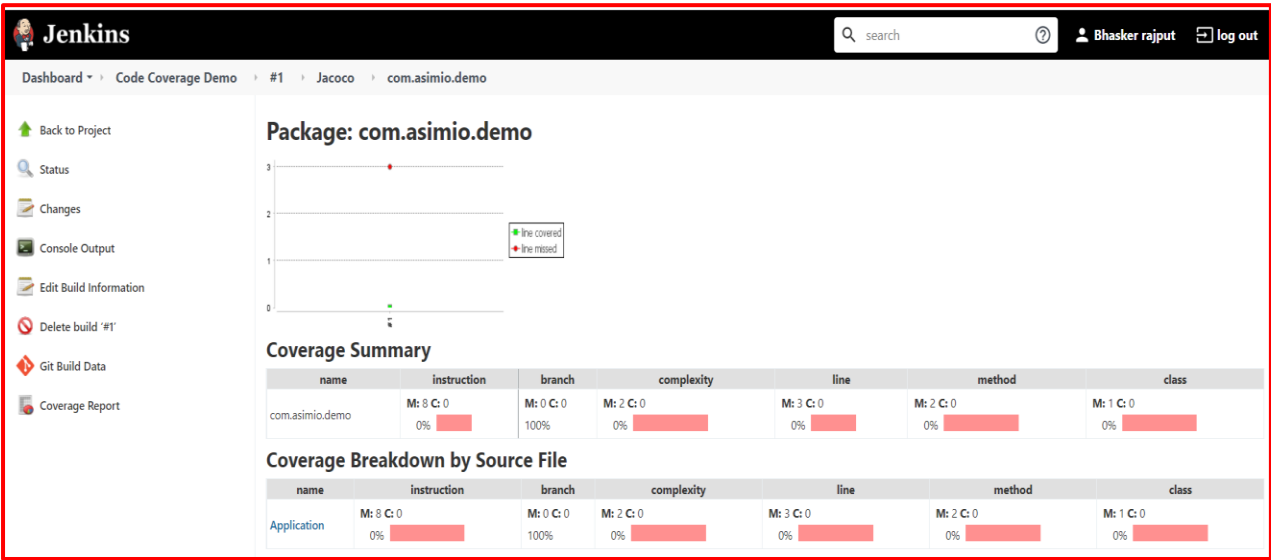 Jenkins
search
Bhasker rajput
log out
Dashboard
Code Coverage Demo
#1
Jacoco
com.asimio.demo
Back to Project
Status
Changes
Console Output
Edit Build Information
Delete build '#1'
Git Build Data
Coverage Report
Package: com.asimio.demo
3
2
1
0
line covered
line missed
Coverage Summary
name instruction branch complexity line method class
com.asimio.demo
M: 8 C: 0 M: 0 C: 0 M: 2 C: 0 M: 3 C: 0 M: 2 C: 0 M: 1 C: 0
0% 100% 0% 0% 0% 0%
Coverage Breakdown by Source File
name instruction branch complexity line method class
Application
M: 8 C: 0 M: 0 C: 0 M: 2 C: 0 M: 3 C: 0 M: 2 C: 0 M: 1 C: 0
0% 100% 0% 0% 0% 0%